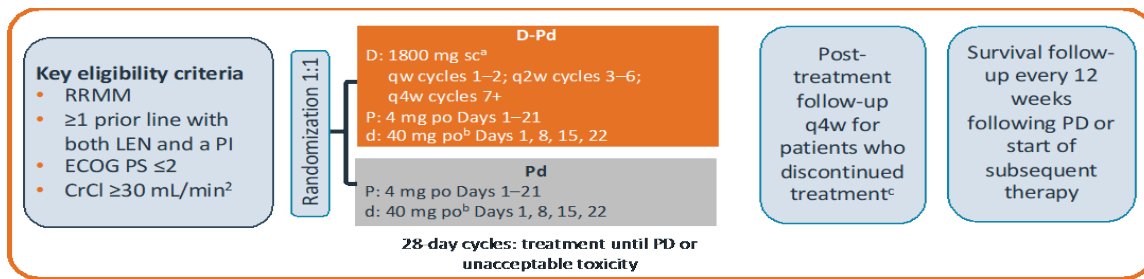 Key eligibility criteria
• RRMM
• ≥1 prior line with
both LEN and a PI
• ECOG PS ≤2
• CrCl ≥30 mL/min²
Randomization 1:1
D-Pd
D: 1800 mg scᵃ
qw cycles 1–2; q2w cycles 3–6;
q4w cycles 7+
P: 4 mg po Days 1–21
d: 40 mg poᵇ Days 1, 8, 15, 22
Pd
P: 4 mg po Days 1–21
d: 40 mg poᵇ Days 1, 8, 15, 22
28-day cycles: treatment until PD or
unacceptable toxicity
Post-
treatment
follow-up
q4w for
patients who
discontinued
treatmentᶜ
Survival follow-
up every 12
weeks
following PD or
start of
subsequent
therapy